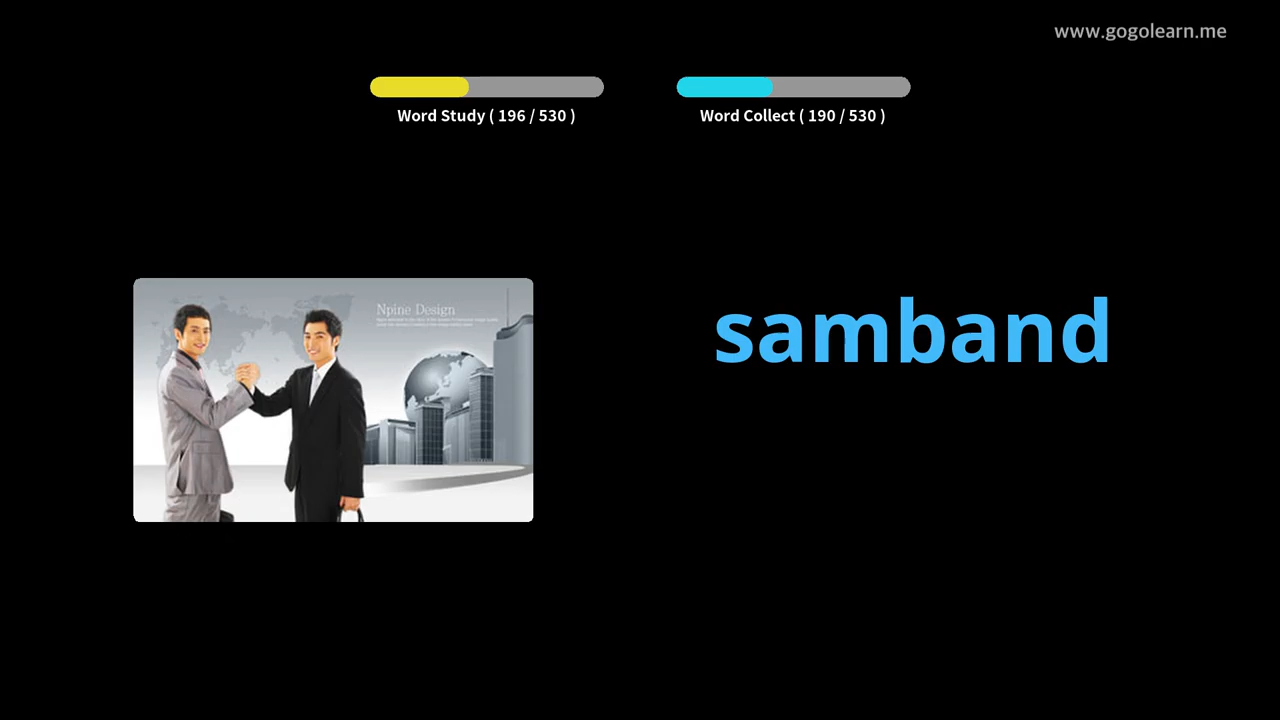 www.gogolearn.me
Word Study ( 196 / 530 )
Word Collect ( 190 / 530 )
Npine Design
samband